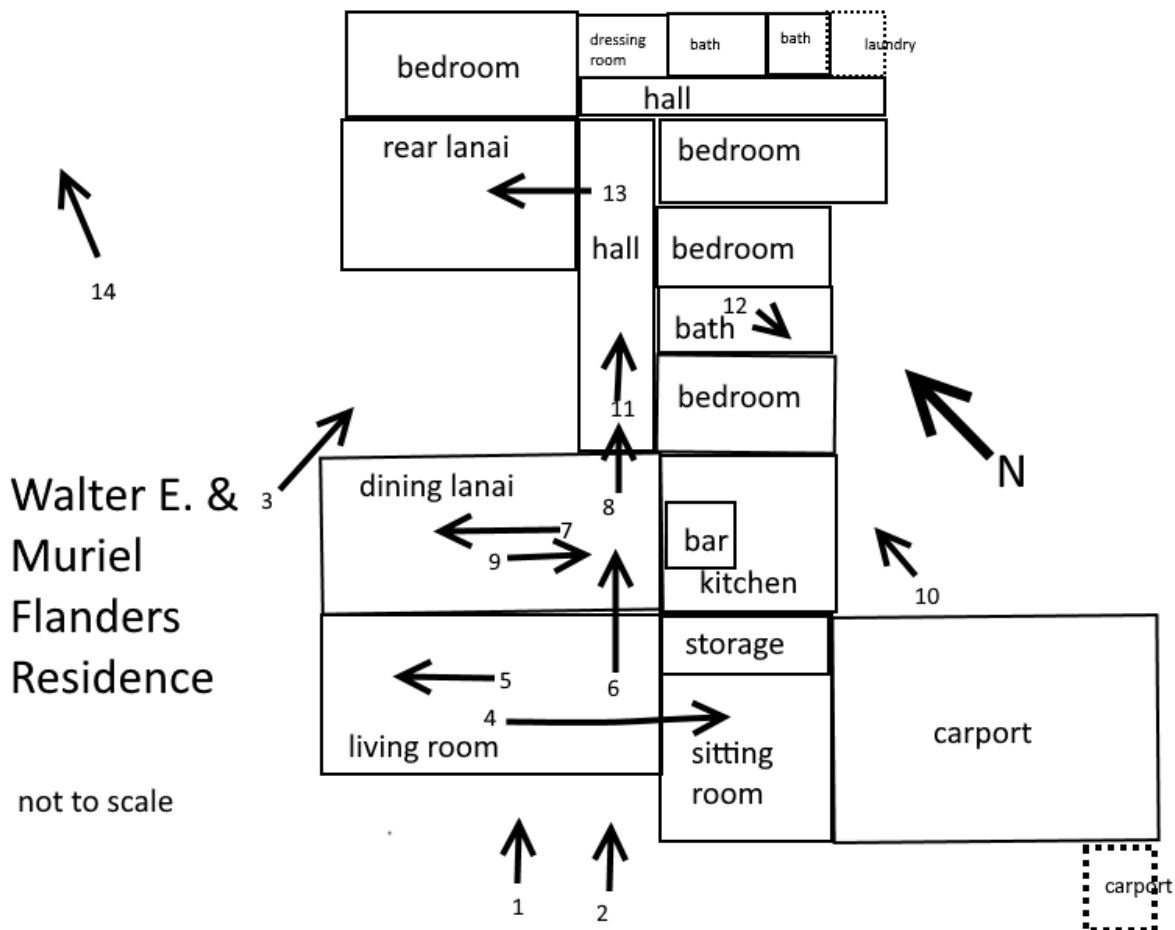 bedroom
dressing
room
bath
bath
laundry
hall
rear lanai
bedroom
13
hall
bedroom
14
12
bath
11
bedroom
Walter E. &
Muriel
Flanders
Residence
3
dining lanai
8
N
7
9
bar
kitchen
10
storage
5
6
4
living room
sitting
room
carport
not to scale
1
2
carport